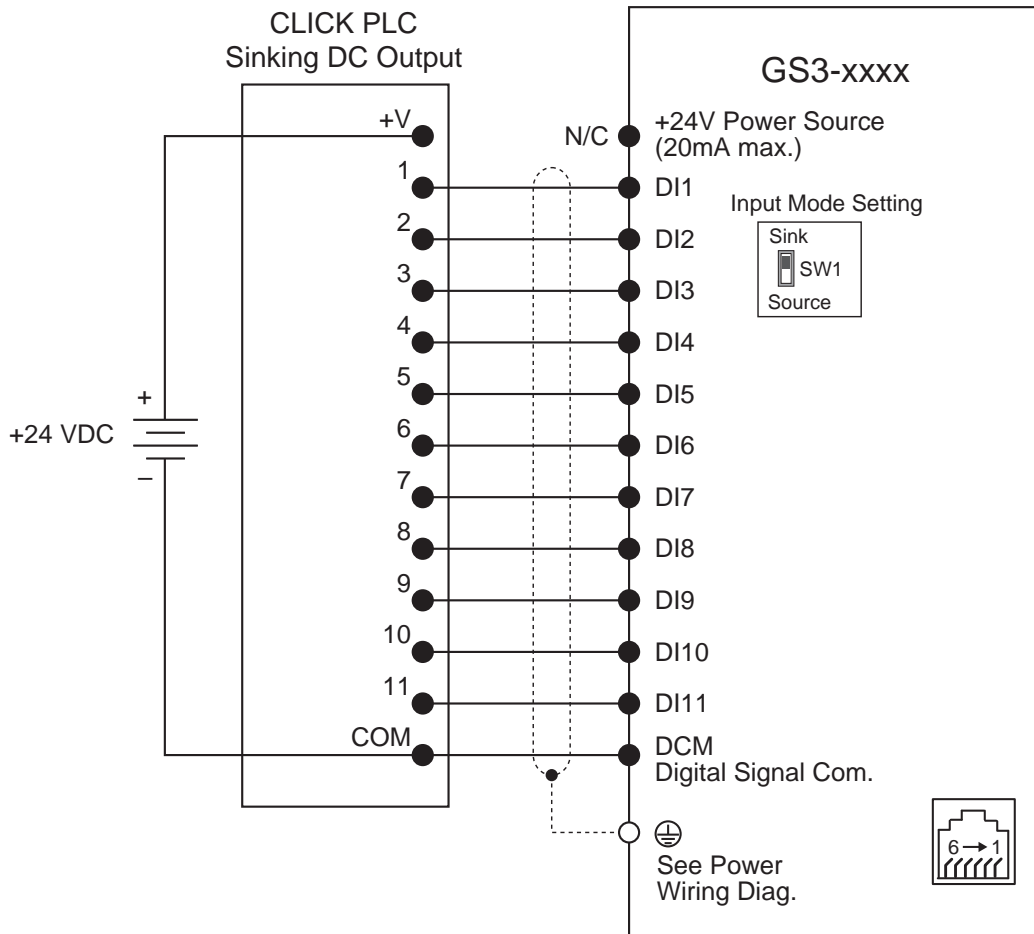 CLICK PLC
Sinking DC Output
GS3-xxxx
+V
N/C
+24V Power Source
(20mA max.)
1
DI1
Input Mode Setting
Sink
SW1
Source
2
DI2
3
DI3
4
DI4
5
DI5
+
+24 VDC
–
6
DI6
7
DI7
8
DI8
9
DI9
10
DI10
11
DI11
COM
DCM
Digital Signal Com.
See Power
Wiring Diag.
6→1